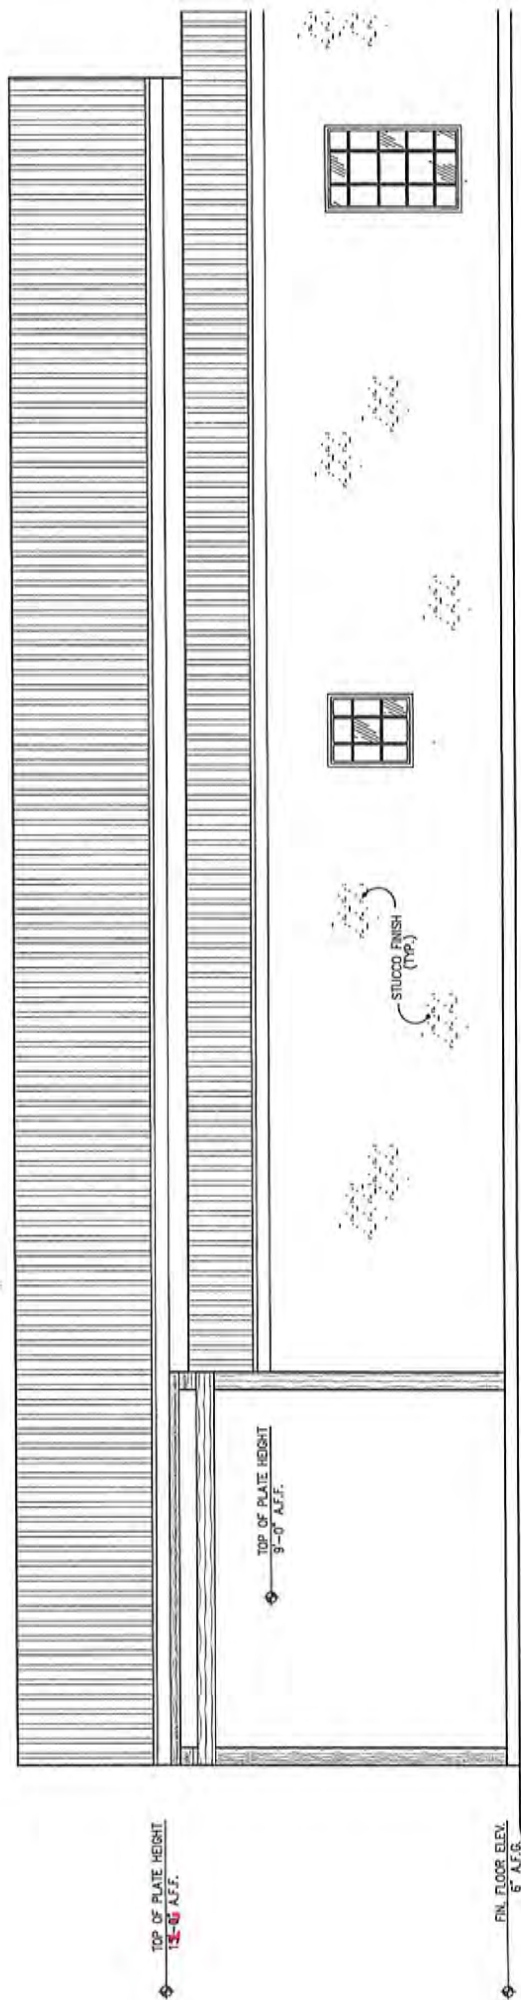 TOP OF PLATE HEIGHT
A.F.F.
TOP OF PLATE HEIGHT
9'-0" A.F.F.
STUCCO FINISH
(TYP.)
FIN. FLOOR ELEV.
6" A.F.G.